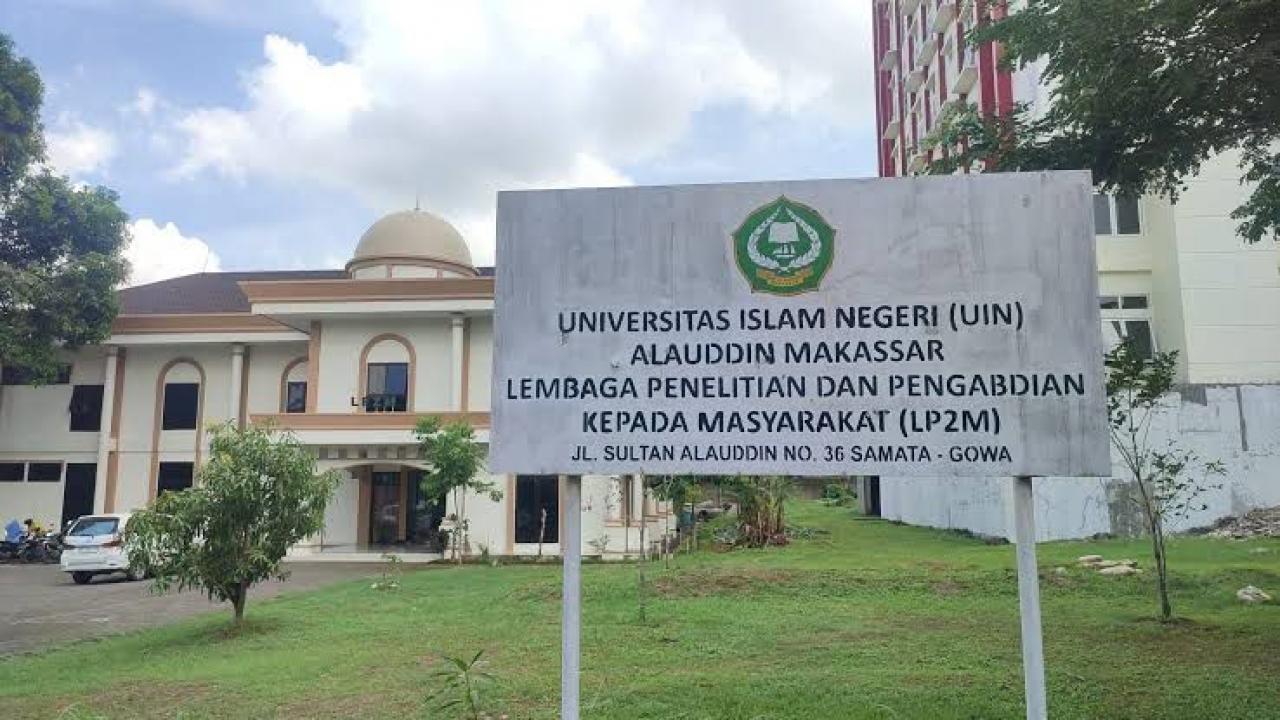 UNIVERSITAS ISLAM NEGERI (UIN)
ALAUDDIN MAKASSAR
LEMBAGA PENELITIAN DAN PENGABDIAN
KEPADA MASYARAKAT (LP2M)
JL. SULTAN ALAUDDIN NO. 36 SAMATA - GOWA